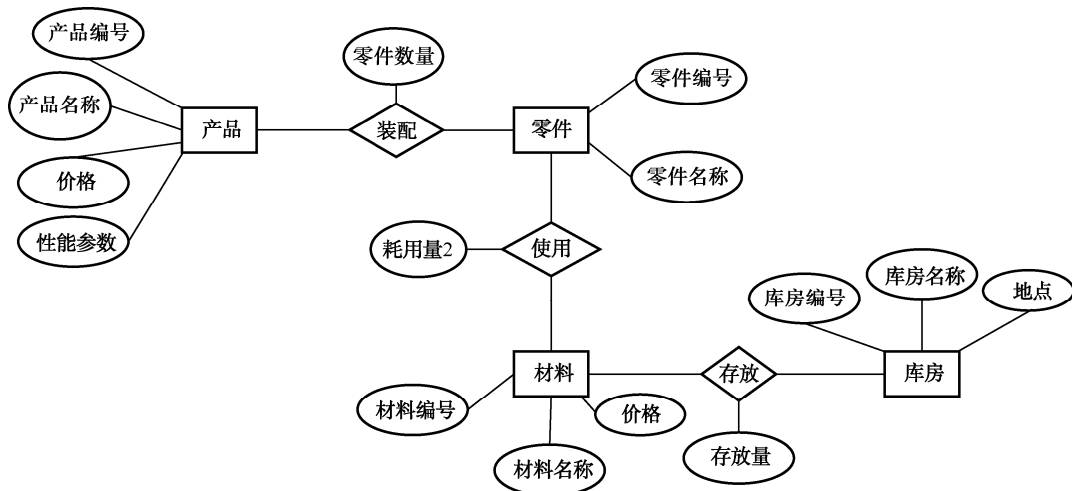 产品编号
零件数量
产品名称
零件编号
产品
装配
零件
价格
零件名称
性能参数
耗用量2
使用
库房编号
库房名称
地点
材料
存放
库房
材料编号
价格
材料名称
存放量